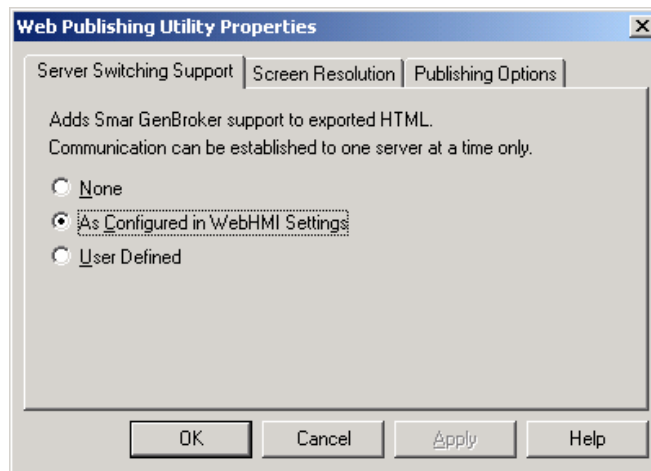 Web Publishing Utility Properties
Server Switching Support
Screen Resolution
Publishing Options
Adds Smar GenBroker support to exported HTML.
Communication can be established to one server at a time only.
None
As Configured in WebHMI Settings
User Defined
OK
Cancel
Apply
Help